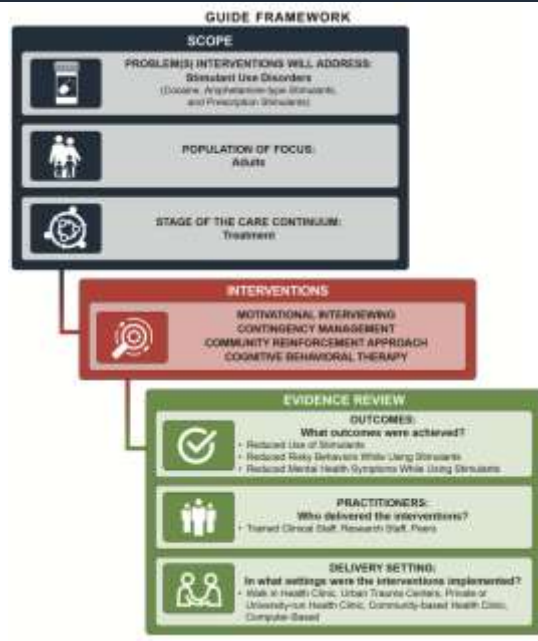 GUIDE FRAMEWORK
SCOPE
PROBLEM(S) INTERVENTIONS WILL ADDRESS:
Stimulant Use Disorders
(Cocaine, Amphetamine-type Stimulants,
and Prescription Stimulants)
POPULATION OF FOCUS:
Adults
STAGE OF THE CARE CONTINUUM:
Treatment
INTERVENTIONS
MOTIVATIONAL INTERVIEWING
CONTINGENCY MANAGEMENT
COMMUNITY REINFORCEMENT APPROACH
COGNITIVE BEHAVIORAL THERAPY
EVIDENCE REVIEW
OUTCOMES:
What outcomes were achieved?
• Reduced Use of Stimulants
• Reduced Risky Behaviors While Using Stimulants
• Reduced Mental Health Symptoms While Using Stimulants
PRACTITIONERS:
Who delivered the interventions?
• Trained Clinical Staff, Research Staff, Peers
DELIVERY SETTING:
In what settings were the interventions implemented?
• Walk in Health Clinic, Urban Trauma Centers, Private or
University-run Health Clinic, Community-based Health Clinic,
Computer-Based